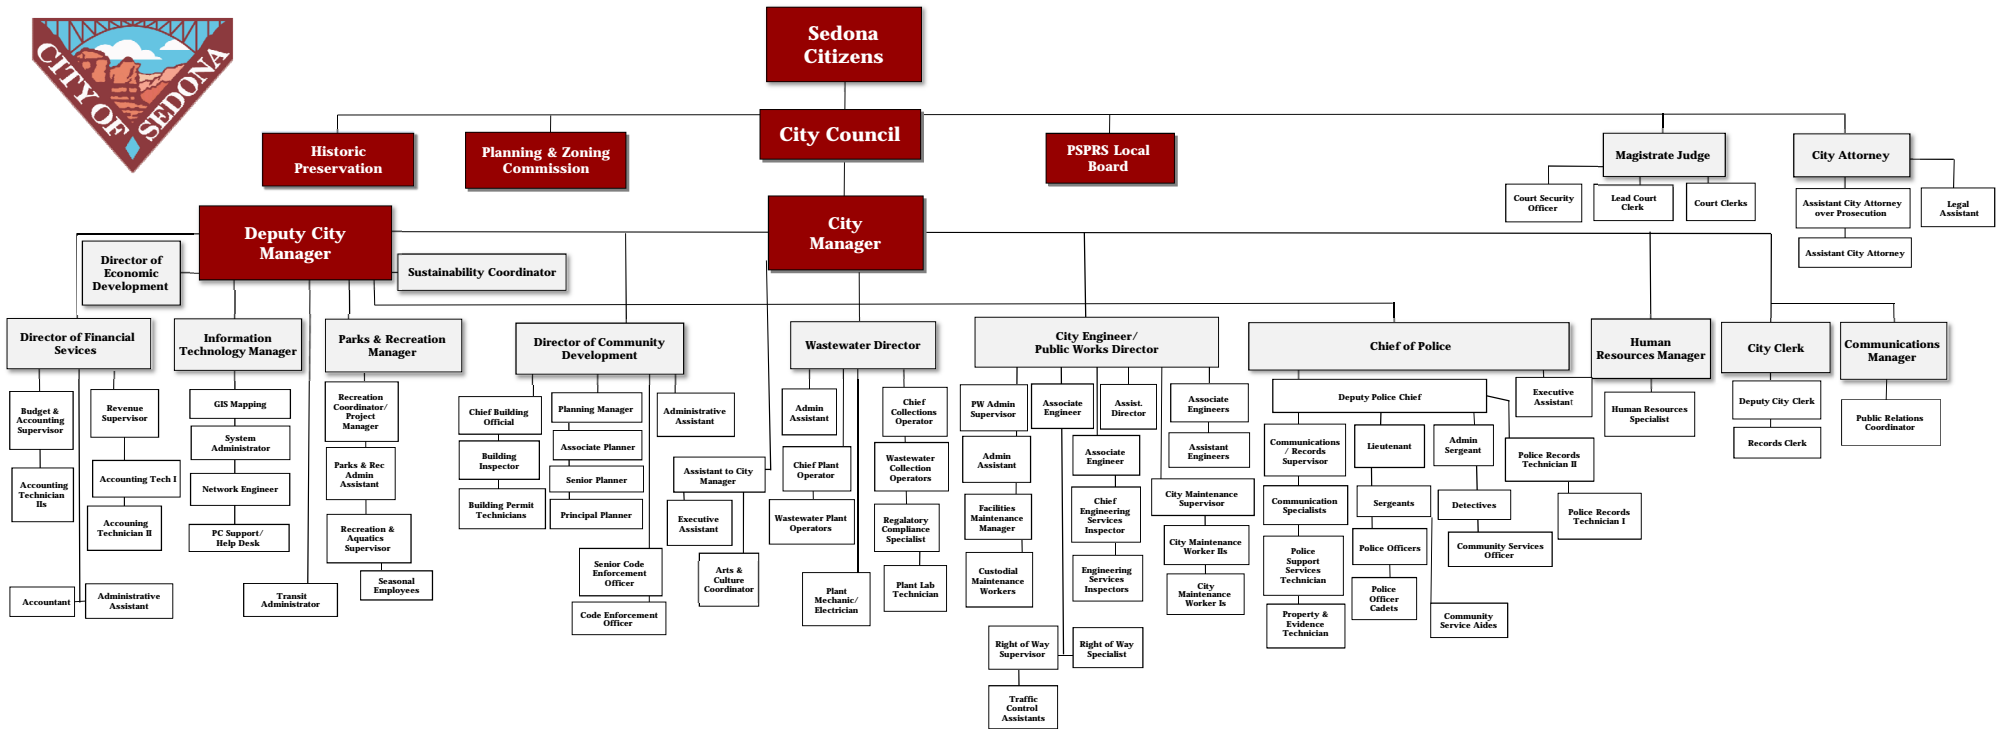 CITY OF
SEDONA
Sedona
Citizens
City Council
Historic
Preservation
Planning & Zoning
Commission
PSPRS Local
Board
Magistrate Judge
City Attorney
Court Security
Officer
Lead Court
Clerk
Court Clerks
Assistant City Attorney
over Prosecution
Legal
Assistant
Assistant City Attorney
City
Manager
Deputy City
Manager
Director of
Economic
Development
Sustainability Coordinator
Director of Financial
Sevices
Information
Technology Manager
Parks & Recreation
Manager
Director of Community
Development
Wastewater Director
City Engineer/
Public Works Director
Chief of Police
Human
Resources Manager
City Clerk
Communications
Manager
Budget &
Accounting
Supervisor
Revenue
Supervisor
Accounting
Technician
IIs
Accounting Tech I
Accouning
Technician II
Accountant
Administrative
Assistant
GIS Mapping
System
Administrator
Network Engineer
PC Support/
Help Desk
Transit
Administrator
Recreation
Coordinator/
Project
Manager
Parks & Rec
Admin
Assistant
Recreation &
Aquatics
Supervisor
Seasonal
Employees
Chief Building
Official
Building
Inspector
Building Permit
Technicians
Planning Manager
Associate Planner
Senior Planner
Principal Planner
Administrative
Assistant
Senior Code
Enforcement
Officer
Code Enforcement
Officer
Assistant to City
Manager
Executive
Assistant
Arts &
Culture
Coordinator
Admin
Assistant
Chief Plant
Operator
Wastewater Plant
Operators
Plant
Mechanic/
Electrician
Chief
Collections
Operator
Wastewater
Collection
Operators
Regalatory
Compliance
Specialist
Plant Lab
Technician
PW Admin
Supervisor
Admin
Assistant
Facilities
Maintenance
Manager
Custodial
Maintenance
Workers
Associate
Engineer
Assist.
Director
Associate
Engineer
Chief
Engineering
Services
Inspector
Engineering
Services
Inspectors
Right of Way
Supervisor
Right of Way
Specialist
Traffic
Control
Assistants
Associate
Engineers
Assistant
Engineers
City Maintenance
Supervisor
City Maintenance
Worker IIs
City
Maintenance
Worker Is
Deputy Police Chief
Executive
Assistant
Communications
/ Records
Supervisor
Communication
Specialists
Police
Support
Services
Technician
Property &
Evidence
Technician
Lieutenant
Sergeants
Police Officers
Police
Officer
Cadets
Admin
Sergeant
Detectives
Community Services
Officer
Community
Service Aides
Police Records
Technician II
Police Records
Technician I
Human Resources
Specialist
Deputy City Clerk
Records Clerk
Public Relations
Coordinator